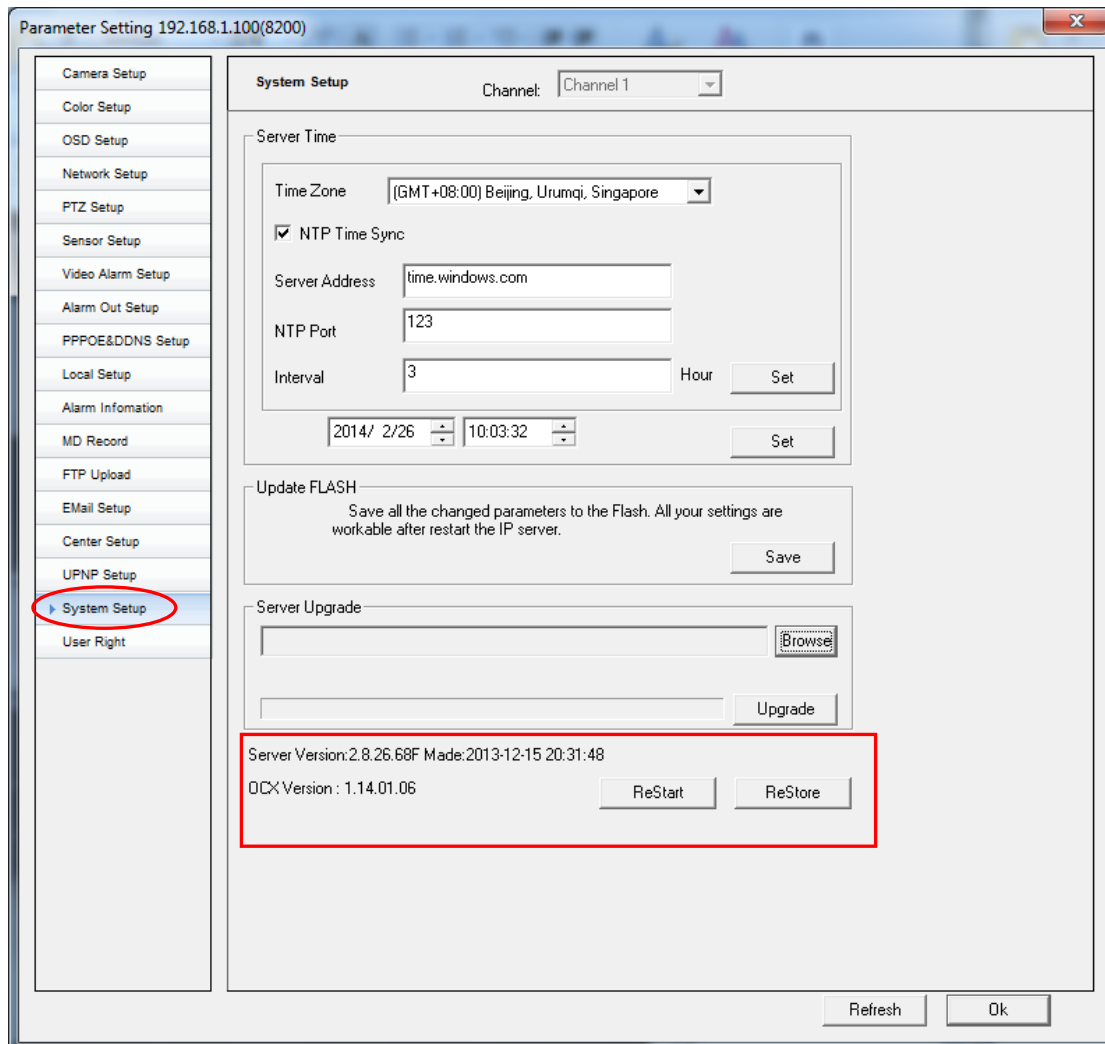 Parameter Setting 192.168.1.100(8200)
x
Camera Setup
Color Setup
OSD Setup
Network Setup
PTZ Setup
Sensor Setup
Video Alarm Setup
Alarm Out Setup
PPPOE&DDNS Setup
Local Setup
Alarm Infomation
MD Record
FTP Upload
EMail Setup
Center Setup
UPNP Setup
System Setup
User Right
System Setup Channel: Channel 1
Server Time
Time Zone (GMT+08:00) Beijing, Urumqi, Singapore
NTP Time Sync
Server Address time.windows.com
NTP Port 123
Interval 3 Hour Set
2014/ 2/26 10:03:32 Set
Update FLASH
Save all the changed parameters to the Flash. All your settings are
workable after restart the IP server.
Save
Server Upgrade
Browse
Upgrade
Server Version:2.8.26.68F Made:2013-12-15 20:31:48
OCX Version : 1.14.01.06 ReStart ReStore
Refresh Ok